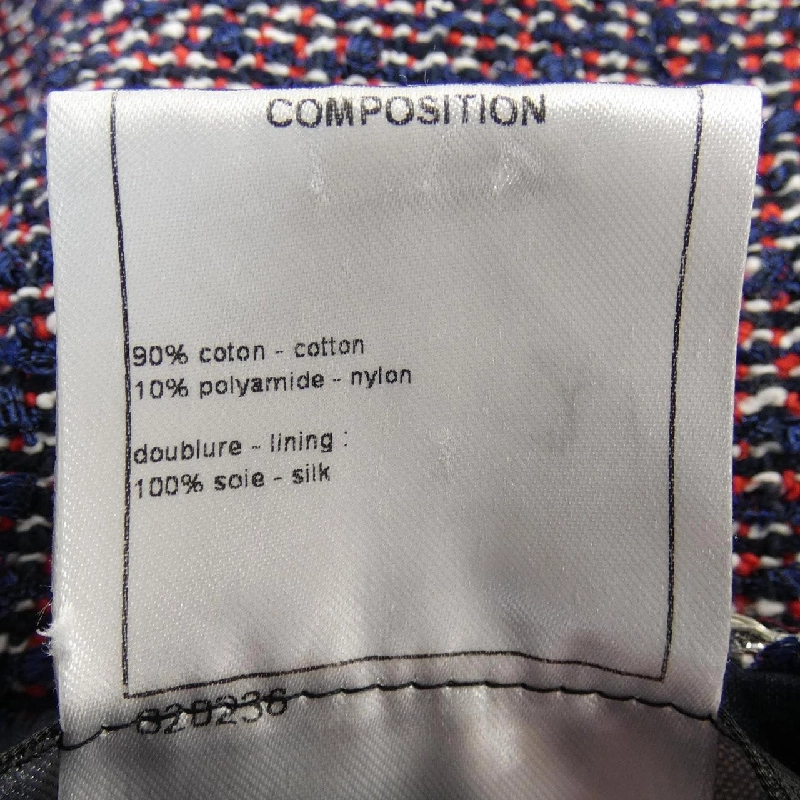 COMPOSITION
90% coton - cotton
10% polyamide - nylon
doublure - lining :
100% soie - silk